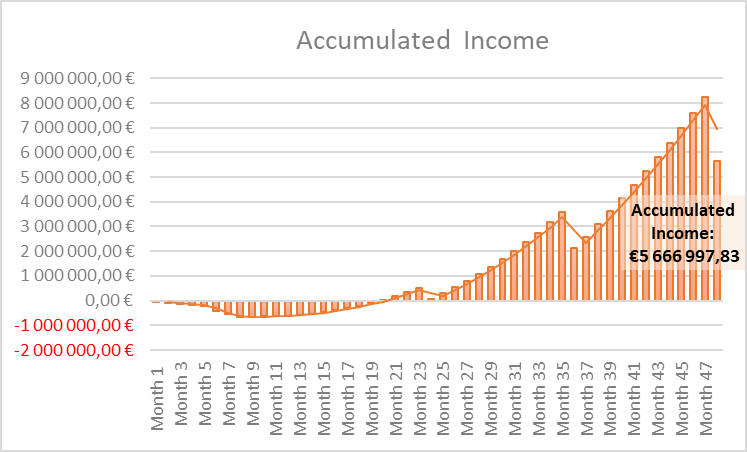 Accumulated Income
9 000 000,00 €
8 000 000,00 €
7 000 000,00 €
6 000 000,00 €
5 000 000,00 €
4 000 000,00 €
3 000 000,00 €
2 000 000,00 €
1 000 000,00 €
0,00 €
-1 000 000,00 €
-2 000 000,00 €
Accumulated
Income:
€5 666 997,83
Month 1
Month 3
Month 5
Month 7
Month 9
Month 11
Month 13
Month 15
Month 17
Month 19
Month 21
Month 23
Month 25
Month 27
Month 29
Month 31
Month 33
Month 35
Month 37
Month 39
Month 41
Month 43
Month 45
Month 47